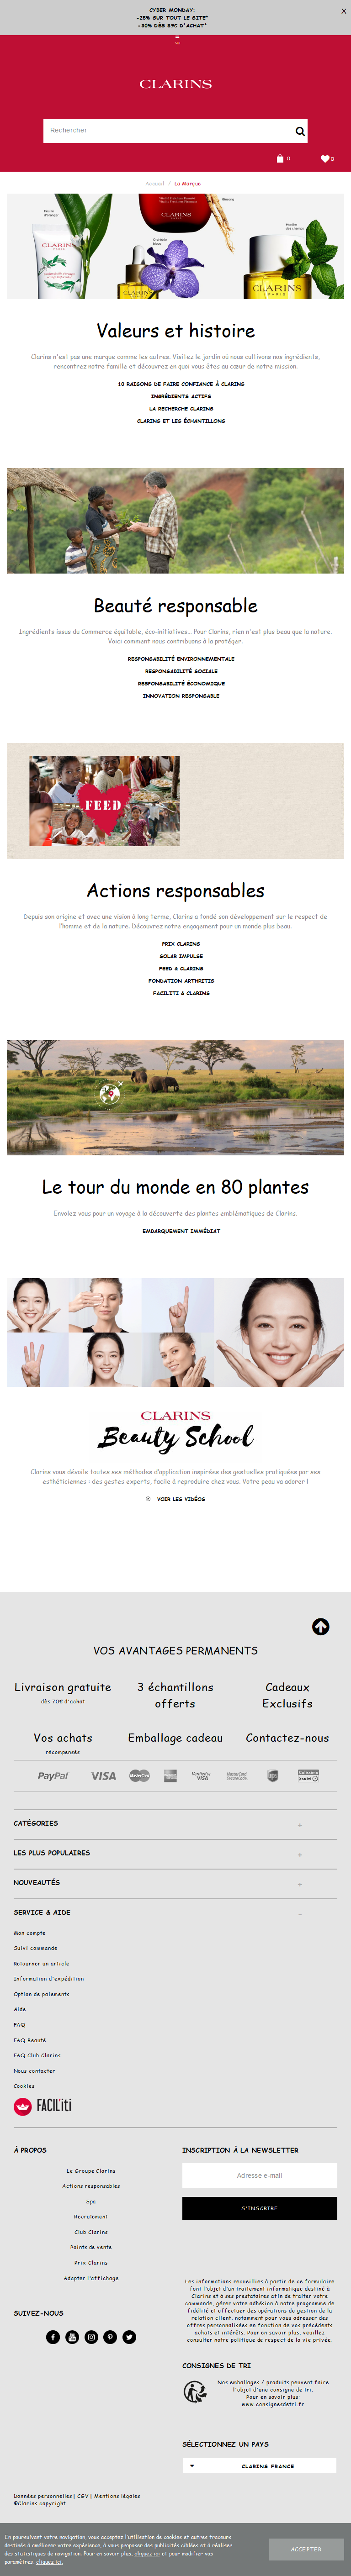 CYBER MONDAY:
-25% SUR TOUT LE SITE*
-30% DÈS 89€ D'ACHAT*
X
CLARINS
Rechercher
0
0
Accueil / La Marque
Feuille d'orangers
Orchidée Bleue
Ginseng
Menthe des champs
CLARINS
CLARINS PARIS
Valeurs et histoire
Clarins n'est pas une marque comme les autres. Visitez le jardin où nous cultivons nos ingrédients,
rencontrez notre famille et découvrez en quoi vous êtes au cœur de notre mission.
10 RAISONS DE FAIRE CONFIANCE À CLARINS
INGRÉDIENTS ACTIFS
LA RECHERCHE CLARINS
CLARINS ET LES ÉCHANTILLONS
Beauté responsable
Ingrédients issus du Commerce équitable, éco-initiatives... Pour Clarins, rien n'est plus beau que la nature.
Voici comment nous contribuons à la protéger.
RESPONSABILITÉ ENVIRONNEMENTALE
RESPONSABILITÉ SOCIALE
RESPONSABILITÉ ÉCONOMIQUE
INNOVATION RESPONSABLE
FEED
Actions responsables
Depuis son origine et avec une vision à long terme, Clarins a fondé son développement sur le respect de
l'Homme et de la nature. Découvrez notre engagement pour un monde plus beau.
PRIX CLARINS
SOLAR IMPULSE
FEED & CLARINS
FONDATION ARTHRITIS
FACIL'ITI & CLARINS
Le tour du monde en 80 plantes
Envolez-vous pour un voyage à la découverte des plantes emblématiques de Clarins.
EMBARQUEMENT IMMÉDIAT
CLARINS
Beauty School
Clarins vous dévoile toutes ses méthodes d'application inspirées des gestuelles pratiquées par ses
esthéticiennes : des gestes experts, facile à reproduire chez vous. Votre peau va adorer !
VOIR LES VIDÉOS
VOS AVANTAGES PERMANENTS
Livraison gratuite
dès 70€ d'achat
3 échantillons
offerts
Cadeaux
Exclusifs
Vos achats
récompensés
Emballage cadeau
Contactez-nous
PayPal VISA MasterCard Verified by VISA MasterCard SecureCode ups Colissimo
CATÉGORIES +
LES PLUS POPULAIRES +
NOUVEAUTÉS +
SERVICE & AIDE -
Mon compte
Suivi commande
Retourner un article
Information d'expédition
Option de paiements
Aide
FAQ
FAQ Beauté
FAQ Club Clarins
Nous contacter
Cookies
FACIL'iti
À PROPOS
Le Groupe Clarins
Actions responsables
Spa
Recrutement
Club Clarins
Points de vente
Prix Clarins
Adapter l'affichage
SUIVEZ-NOUS
INSCRIPTION À LA NEWSLETTER
Adresse e-mail
S'INSCRIRE
Les informations recueillies à partir de ce formulaire
font l'objet d'un traitement informatique destiné à
Clarins et à ses prestataires afin de traiter votre
commande, gérer votre adhésion à notre programme de
fidélité et effectuer des opérations de gestion de la
relation clients, notamment pour vous adresser des
offres personnalisées en fonction de vos précédents
achats et intérêts. Pour en savoir plus, veuillez
consulter notre politique de respect de la vie privée.
CONSIGNES DE TRI
Nos emballages / produits peuvent faire
l'objet d'une consigne de tri.
Pour en savoir plus:
www.consignesdetri.fr
SÉLECTIONNEZ UN PAYS
CLARINS FRANCE
Données personnelles | CGV | Mentions légales
©Clarins copyright
En poursuivant votre navigation, vous acceptez l'utilisation de cookies et autres traceurs
destinés à améliorer votre expérience, à vous proposer des publicités ciblées et à réaliser
des statistiques de navigation. Pour en savoir plus, cliquez ici et pour modifier vos
paramètres, cliquez ici.
ACCEPTER